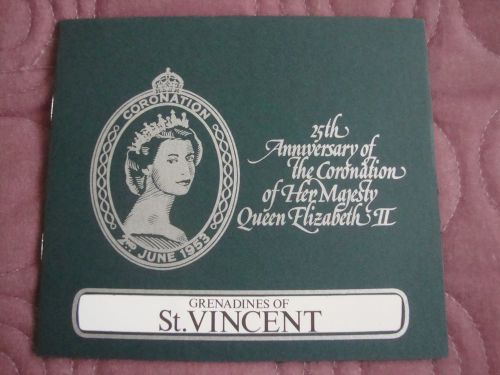 CORONATION
2ND JUNE 1953
25th
Anniversary of
the Coronation
of Her Majesty
Queen Elizabeth II
GRENADINES OF
St. VINCENT